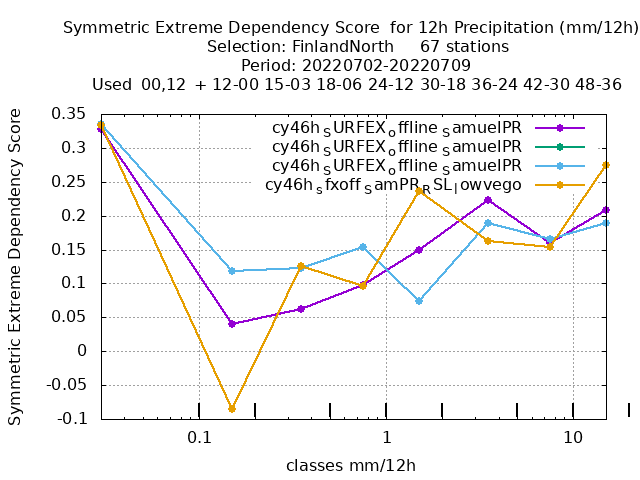 Symmetric Extreme Dependency Score  for 12h Precipitation (mm/12h)
Selection: FinlandNorth     67 stations
Period: 20220702-20220709
Used  00,12  + 12-00 15-03 18-06 24-12 30-18 36-24 42-30 48-36
Symmetric Extreme Dependency Score
0.35
0.3
0.25
0.2
0.15
0.1
0.05
0
-0.05
-0.1
cy46h_SURFEX_offline_SamuelPR
cy46h_SURFEX_offline_SamuelPR
cy46h_SURFEX_offline_SamuelPR
cy46h_sfxoff_SamPR_RSL_lowvego
0.1 1 10
classes mm/12h